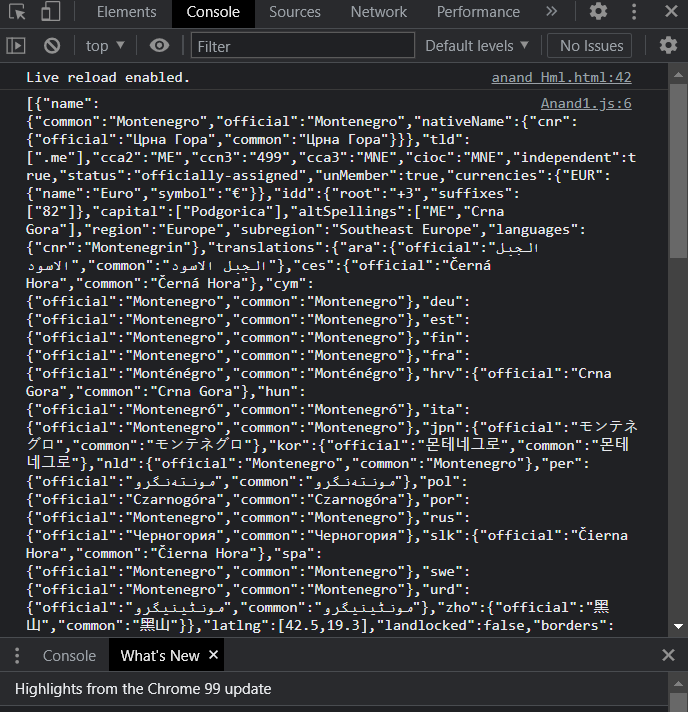 Elements Console Sources Network Performance »
top ▼ Filter Default levels ▼ No Issues
Live reload enabled. anand Hml.html:42
[{"name": Anand1.js:6
{"common":"Montenegro","official":"Montenegro","nativeName":{"cnr":
{"official":"Црна Гора","common":"Црна Гора"}}},"tld":
[".me"],"cca2":"ME","ccn3":"499","cca3":"MNE","cioc":"MNE","independent":t
rue,"status":"officially-assigned","unMember":true,"currencies":{"EUR":
{"name":"Euro","symbol":"€"}},"idd":{"root":"+3","suffixes":
["82"]},"capital":["Podgorica"],"altSpellings":["ME","Crna
Gora"],"region":"Europe","subregion":"Southeast Europe","languages":
{"cnr":"Montenegrin"},"translations":{"ara":{"official":"الجبل
الاسود","common":"الجبل الاسود"},"ces":{"official":"Černá
Hora","common":"Černá Hora"},"cym":
{"official":"Montenegro","common":"Montenegro"},"deu":
{"official":"Montenegro","common":"Montenegro"},"est":
{"official":"Montenegro","common":"Montenegro"},"fin":
{"official":"Montenegro","common":"Montenegro"},"fra":
{"official":"Monténégro","common":"Monténégro"},"hrv":{"official":"Crna
Gora","common":"Crna Gora"},"hun":
{"official":"Montenegró","common":"Montenegró"},"ita":
{"official":"Montenegro","common":"Montenegro"},"jpn":{"official":"モンテネ
グロ","common":"モンテネグロ"},"kor":{"official":"몬테네그로","common":"몬테
네그로"},"nld":{"official":"Montenegro","common":"Montenegro"},"per":
{"official":"مونته‌نگرو","common":"مونته‌نگرو"},"pol":
{"official":"Czarnogóra","common":"Czarnogóra"},"por":
{"official":"Montenegro","common":"Montenegro"},"rus":
{"official":"Черногория","common":"Черногория"},"slk":{"official":"Čierna
Hora","common":"Čierna Hora"},"spa":
{"official":"Montenegro","common":"Montenegro"},"swe":
{"official":"Montenegro","common":"Montenegro"},"urd":
{"official":"مونٹینیگرو","common":"مونٹینیگرو"},"zho":{"official":"黑
山","common":"黑山"}},"latlng":[42.5,19.3],"landlocked":false,"borders":
Console What's New ×
Highlights from the Chrome 99 update